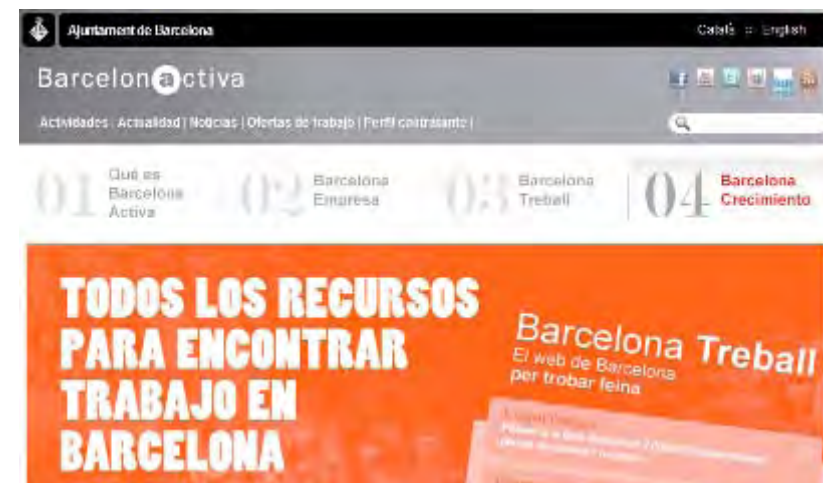 Ajuntament de Barcelona
Català :: English
Barcelonactiva
Actividades | Actualidad | Noticias | Ofertas de trabajo | Perfil contratante |
01 Qué es
Barcelona
Activa
02 Barcelona
Empresa
03 Barcelona
Treball
04 Barcelona
Crecimiento
TODOS LOS RECURSOS
PARA ENCONTRAR
TRABAJO EN
BARCELONA
Barcelona Treball
El web de Barcelona
per trobar feina